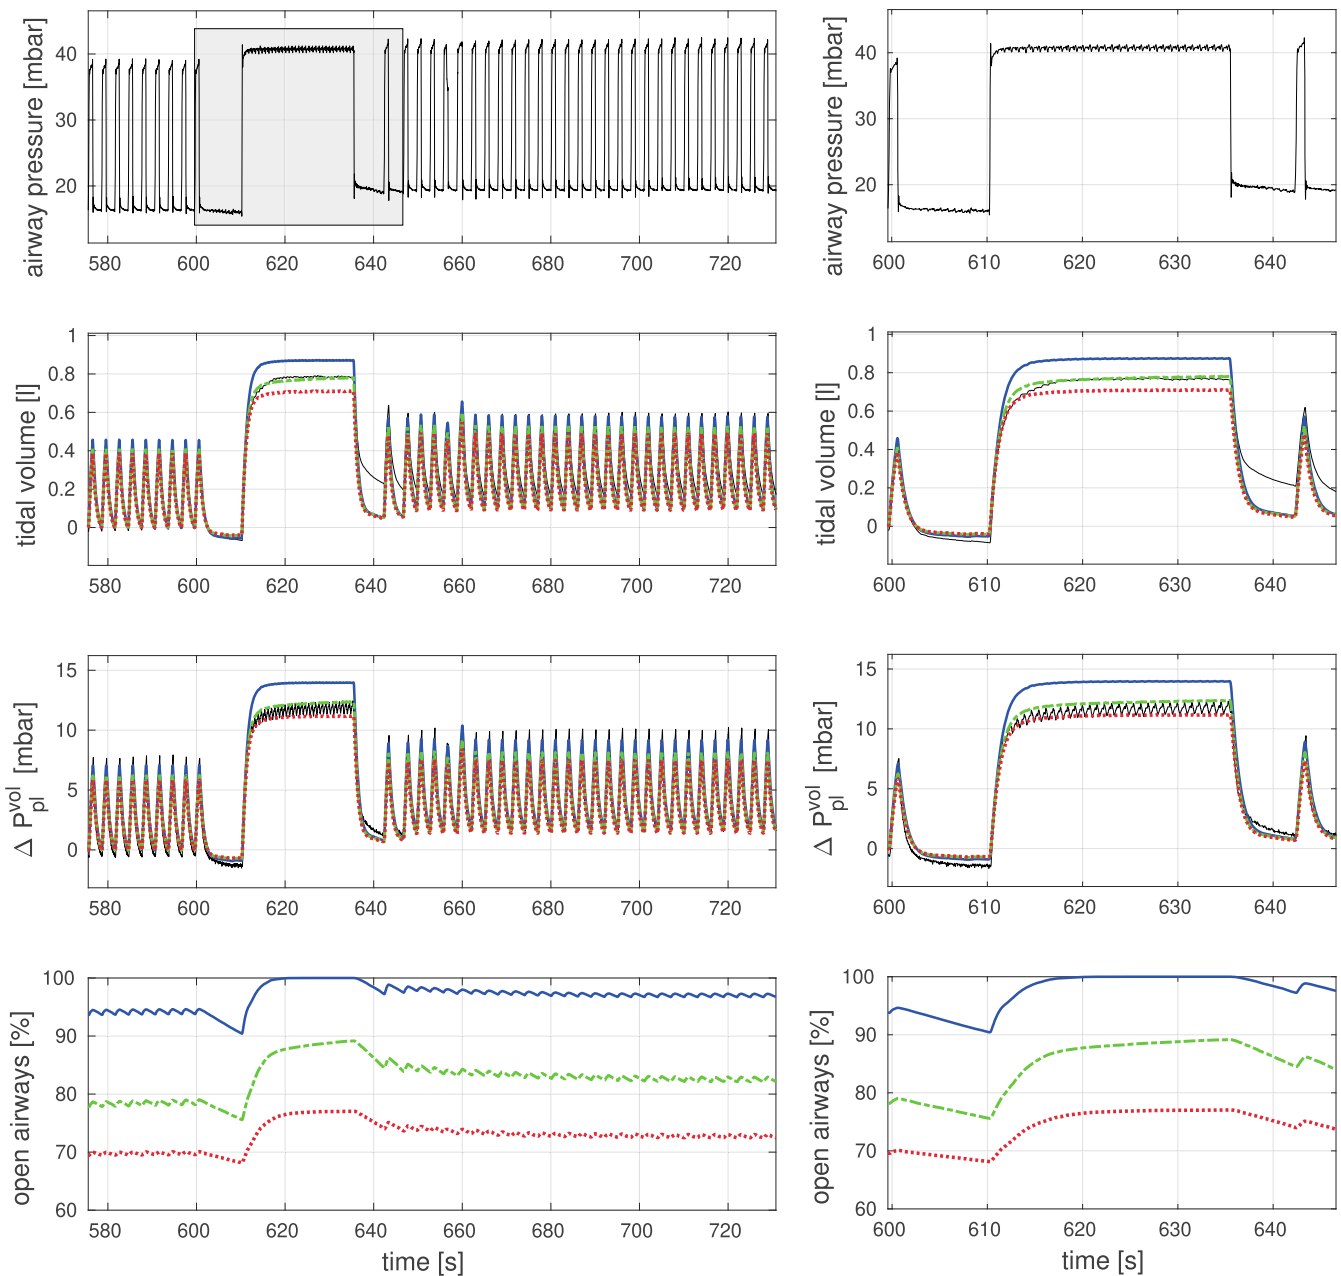 airway pressure [mbar]
40
30
20
580 600 620 640 660 680 700 720
airway pressure [mbar]
40
30
20
600 610 620 630 640
tidal volume [l]
1
0.8
0.6
0.4
0.2
0
580 600 620 640 660 680 700 720
tidal volume [l]
1
0.8
0.6
0.4
0.2
0
600 610 620 630 640
Δ P_pl^vol [mbar]
15
10
5
0
580 600 620 640 660 680 700 720
Δ P_pl^vol [mbar]
15
10
5
0
600 610 620 630 640
open airways [%]
100
90
80
70
60
580 600 620 640 660 680 700 720
time [s]
open airways [%]
100
90
80
70
60
600 610 620 630 640
time [s]